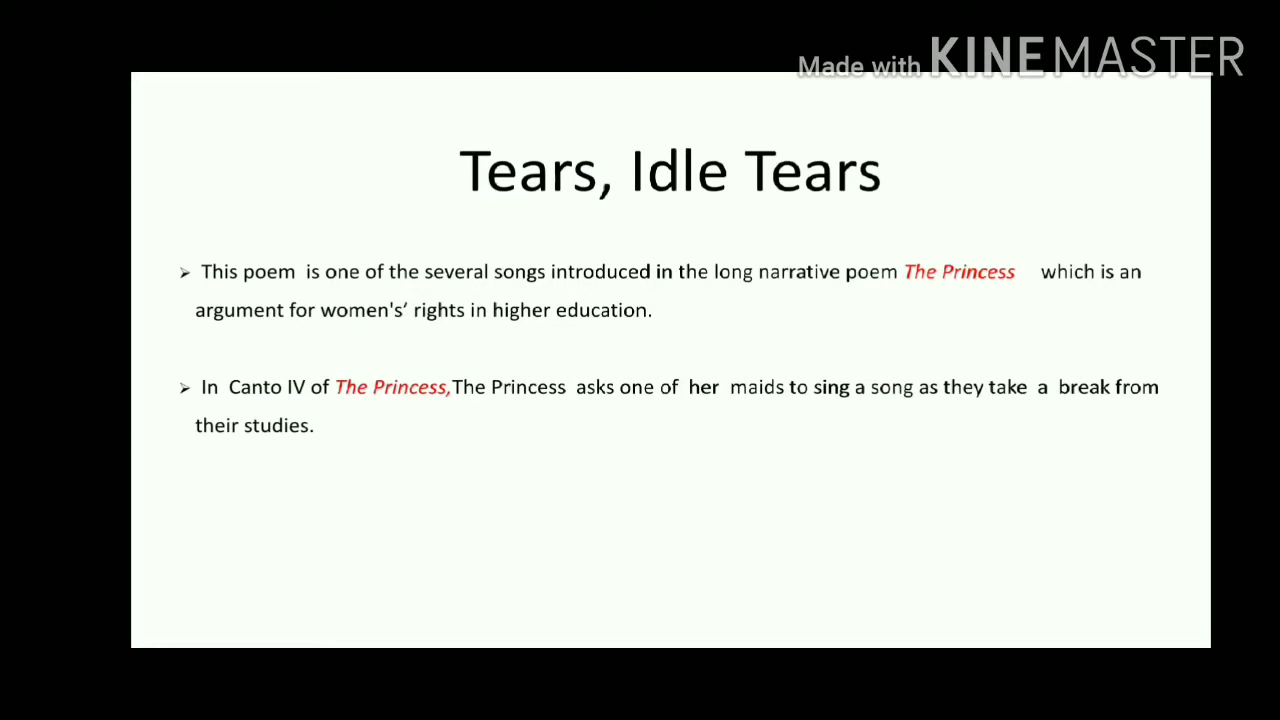 Made with KINEMASTER
Tears, Idle Tears
➢ This poem is one of the several songs introduced in the long narrative poem The Princess which is an
argument for women's‘ rights in higher education.
➢ In Canto IV of The Princess,The Princess asks one of her maids to sing a song as they take a break from
their studies.